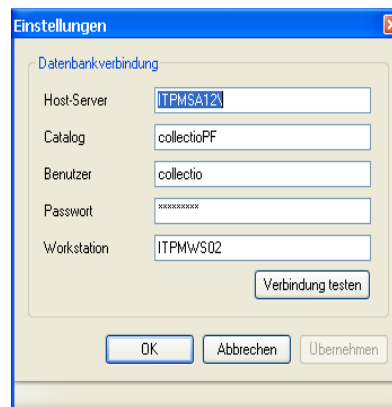 Einstellungen
Datenbankverbindung
Host-Server ITPMSA12\
Catalog collectioPF
Benutzer collectio
Passwort *********
Workstation ITPMWS02
Verbindung testen
OK Abbrechen Übernehmen